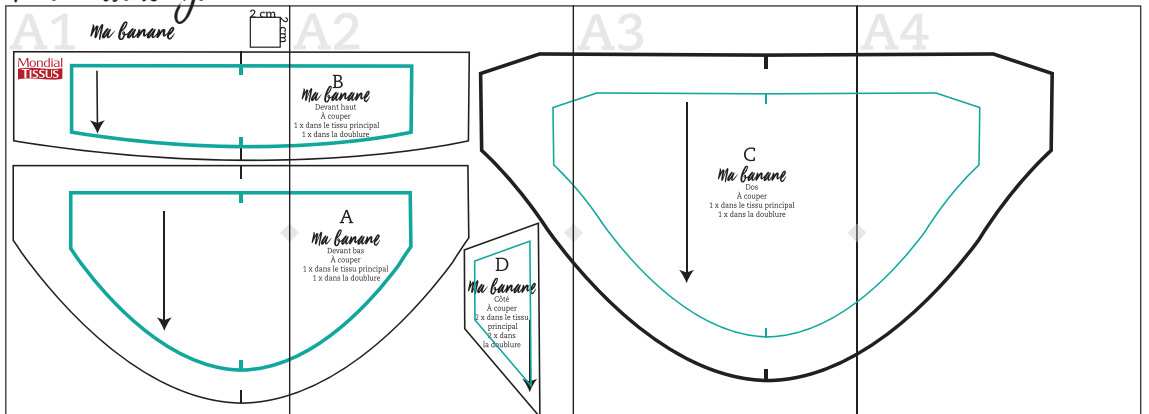 A1
Ma banane
2 cm
2 cm
A2
A3
A4
Mondial
TISSUS
B
Ma banane
Devant haut
À couper
1 x dans le tissu principal
1 x dans la doublure
A
Ma banane
Devant bas
À couper
1 x dans le tissu principal
1 x dans la doublure
D
Ma banane
Côté
À couper
2 x dans le tissu
principal
2 x dans
la doublure
C
Ma banane
Dos
À couper
1 x dans le tissu principal
1 x dans la doublure